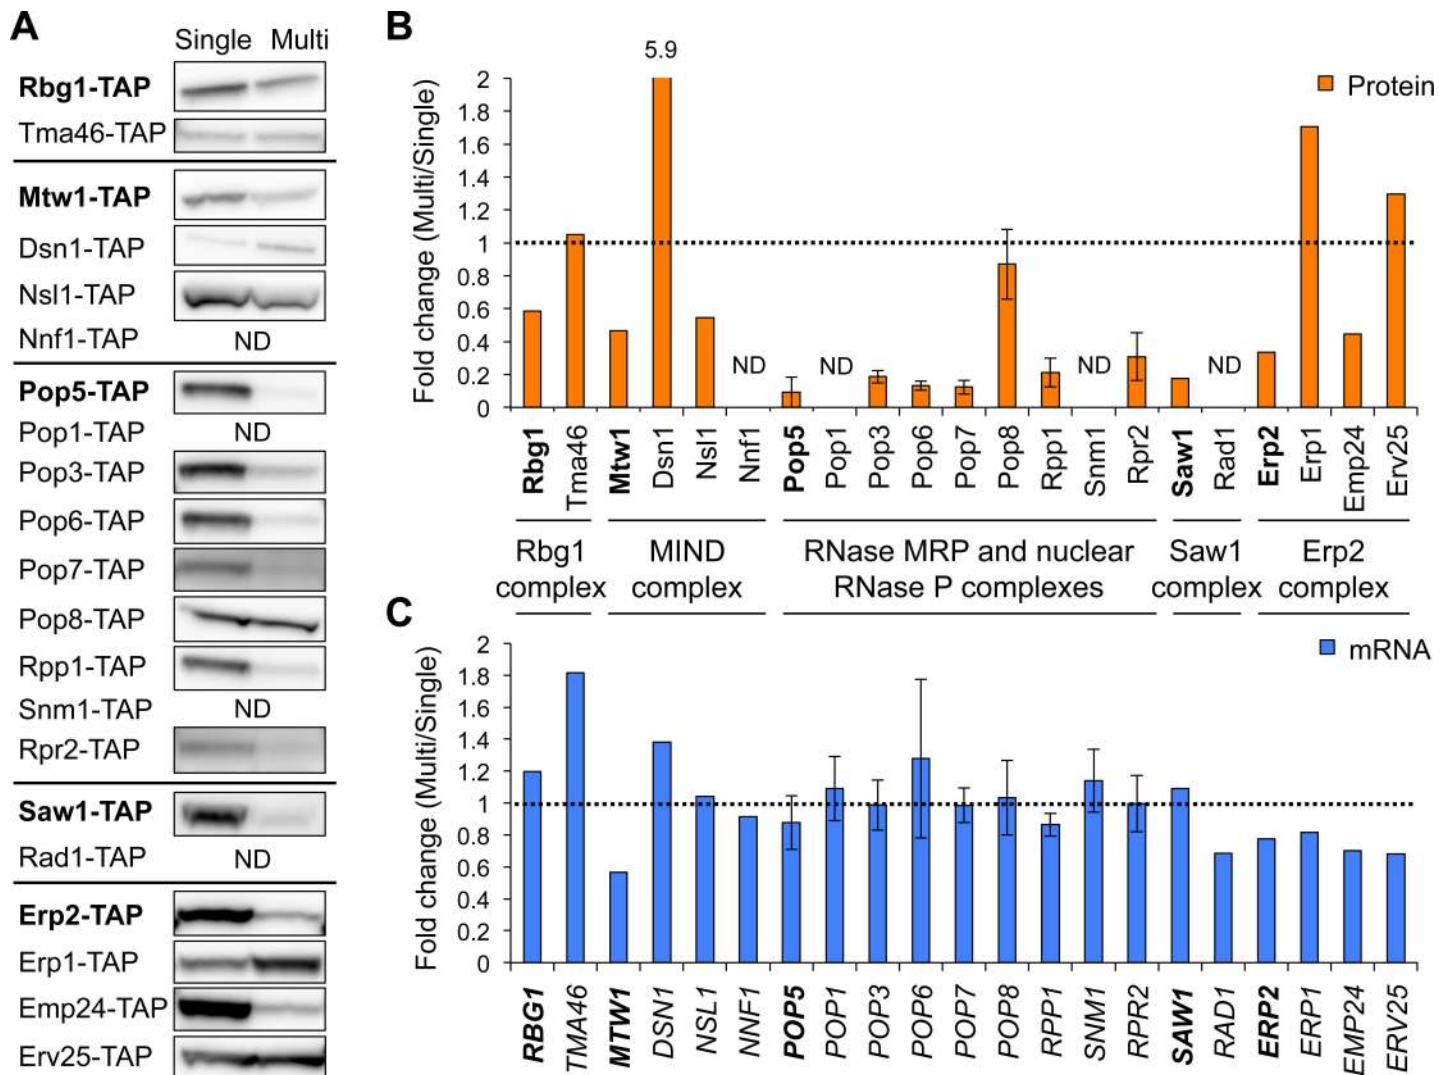 A
Single Multi
Rbg1-TAP
Tma46-TAP
Mtw1-TAP
Dsn1-TAP
Nsl1-TAP
Nnf1-TAP ND
Pop5-TAP
Pop1-TAP ND
Pop3-TAP
Pop6-TAP
Pop7-TAP
Pop8-TAP
Rpp1-TAP
Snm1-TAP ND
Rpr2-TAP
Saw1-TAP
Rad1-TAP ND
Erp2-TAP
Erp1-TAP
Emp24-TAP
Erv25-TAP
B
5.9
Protein
Fold change (Multi/Single)
2
1.8
1.6
1.4
1.2
1
0.8
0.6
0.4
0.2
0
ND ND ND ND
Rbg1 Tma46 Mtw1 Dsn1 Nsl1 Nnf1 Pop5 Pop1 Pop3 Pop6 Pop7 Pop8 Rpp1 Snm1 Rpr2 Saw1 Rad1 Erp2 Erp1 Emp24 Erv25
Rbg1 MIND RNase MRP and nuclear Saw1 Erp2
complex complex RNase P complexes complex complex
C
mRNA
Fold change (Multi/Single)
2
1.8
1.6
1.4
1.2
1
0.8
0.6
0.4
0.2
0
RBG1 TMA46 MTW1 DSN1 NSL1 NNF1 POP5 POP1 POP3 POP6 POP7 POP8 RPP1 SNM1 RPR2 SAW1 RAD1 ERP2 ERP1 EMP24 ERV25